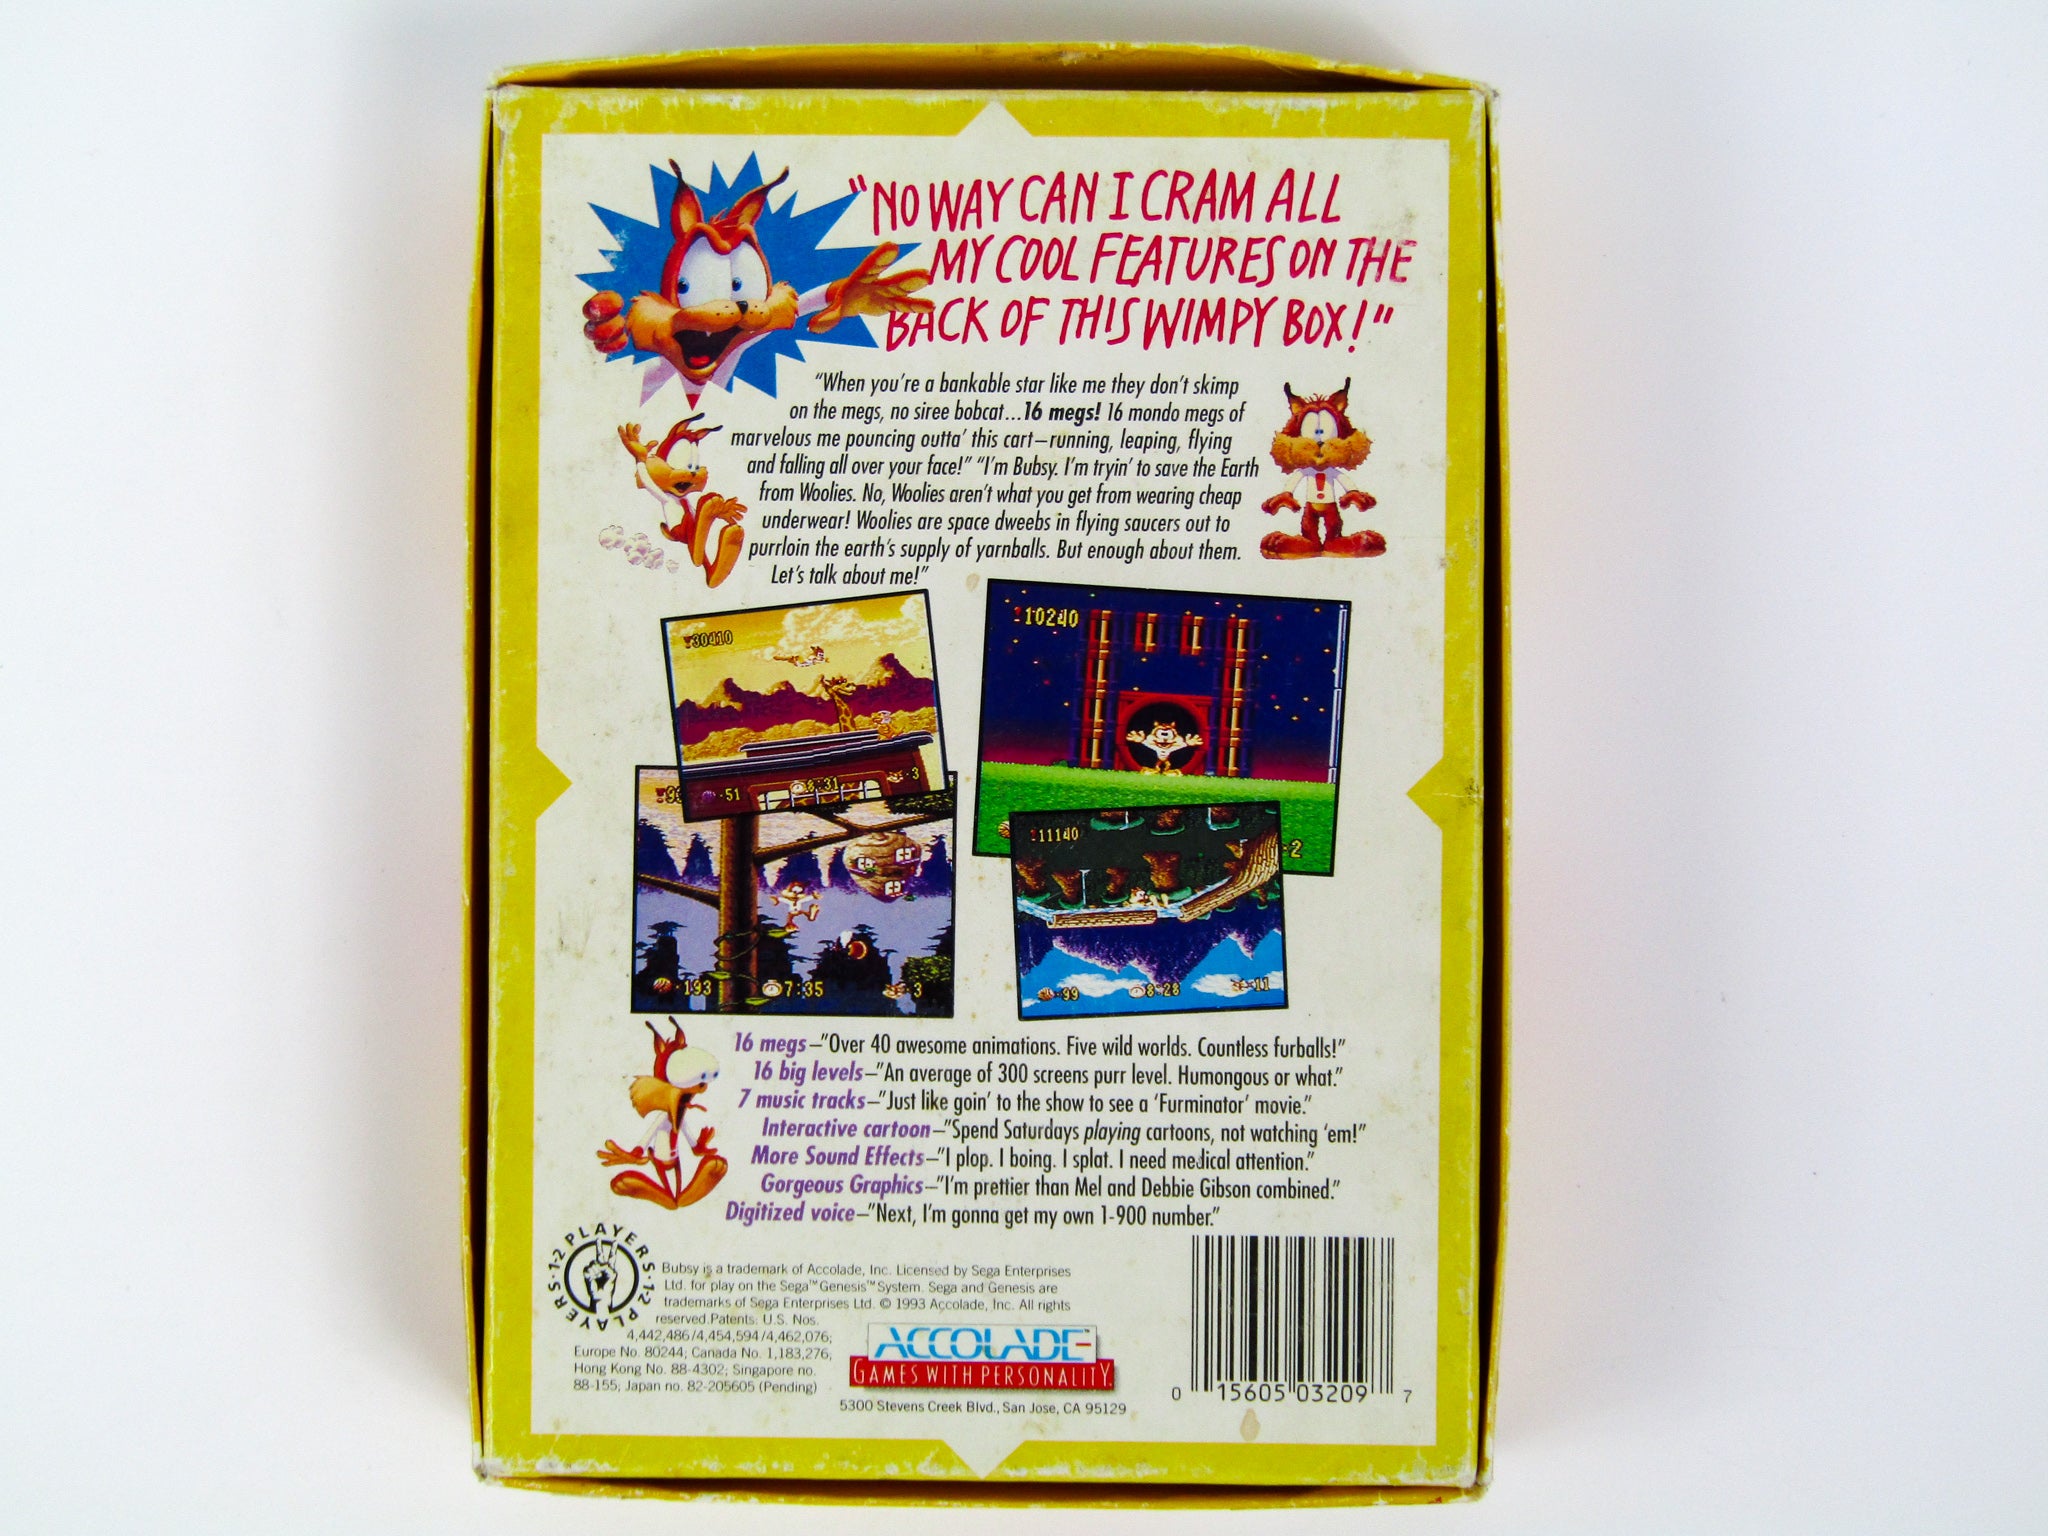 "NO WAY CAN I CRAM ALL
MY COOL FEATURES ON THE
BACK OF THIS WIMPY BOX!"
"When you're a bankable star like me they don't skimp
on the megs, no siree bobcat...16 megs! 16 mondo megs of
marvelous me pouncing outta' this cart—running, leaping, flying
and falling all over your face!" "I'm Bubsy. I'm tryin' to save the Earth
from Woolies. No, Woolies aren't what you get from wearing cheap
underwear! Woolies are space dweebs in flying saucers out to
purrloin the earth's supply of yarnballs. But enough about them.
Let's talk about me!"
30410
51 8:31 3
10240
2
193 7:35 3
11140
99 8:28 11
16 megs—"Over 40 awesome animations. Five wild worlds. Countless furballs!"
16 big levels—"An average of 300 screens purr level. Humongous or what."
7 music tracks—"Just like goin' to the show to see a 'Furminator' movie."
Interactive cartoon—"Spend Saturdays playing cartoons, not watching 'em!"
More Sound Effects—"I plop. I boing. I splat. I need medical attention."
Gorgeous Graphics—"I'm prettier than Mel and Debbie Gibson combined."
Digitized voice—"Next, I'm gonna get my own 1-900 number."
1-2 PLAYERS · 1-2 PLAYERS ·
Bubsy is a trademark of Accolade, Inc. Licensed by Sega Enterprises
Ltd. for play on the Sega™ Genesis™ System. Sega and Genesis are
trademarks of Sega Enterprises Ltd. © 1993 Accolade, Inc. All rights
reserved. Patents: U.S. Nos.
4,442,486/4,454,594/4,462,076;
Europe No. 80244; Canada No. 1,183,276,
Hong Kong No. 88-4302; Singapore no.
88-155; Japan no. 82-205605 (Pending)
ACCOLADE™
GAMES WITH PERSONALITY.
5300 Stevens Creek Blvd., San Jose, CA 95129
0 15605 03209 7